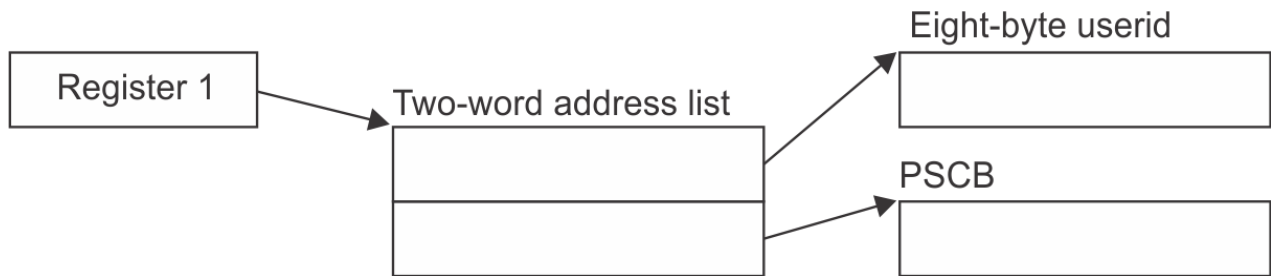 Eight-byte userid
Register 1
Two-word address list
PSCB